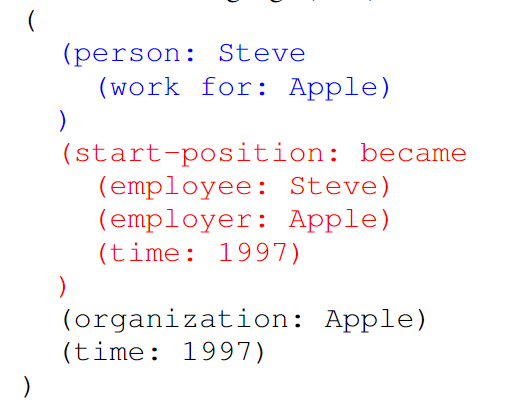 (
(person: Steve
(work for: Apple)
)
(start-position: became
(employee: Steve)
(employer: Apple)
(time: 1997)
)
(organization: Apple)
(time: 1997)
)